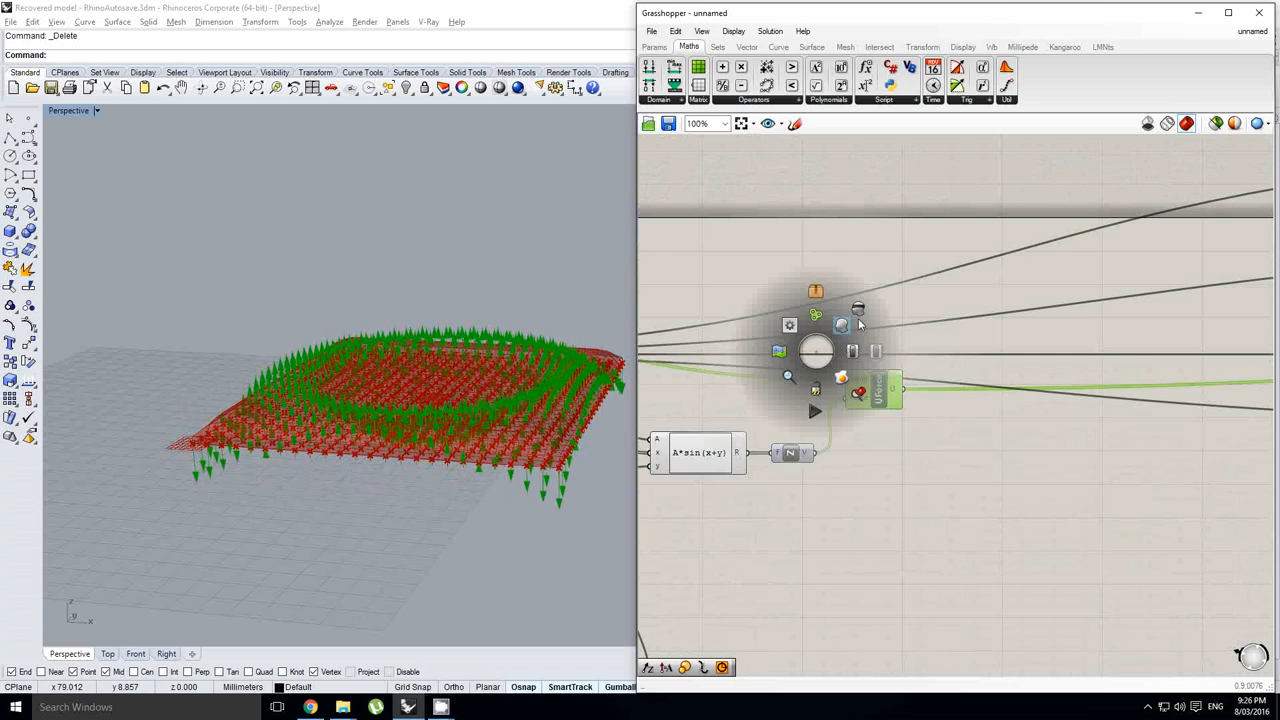 Recovered model - RhinoAutosave.3dm - Rhinoceros Corporate (64-bit) - [Perspective]
File Edit View Curve Surface Solid Mesh Dimension Transform Tools Analyze Render Panels V-Ray Help
Command: _Delete
Command:
Standard CPlanes Set View Display Select Viewport Layout Visibility Transform Curve Tools Surface Tools Solid Tools Mesh Tools Render Tools Drafting
Perspective
z
y x
Perspective Top Front Right
End Near Point Mid Cen Int Perp Tan Quad Knot Vertex Project Disable
CPlane x 79.012 y 8.857 z 0.000 Millimeters Default Grid Snap Ortho Planar Osnap SmartTrack Gumball
Grasshopper - unnamed
File Edit View Display Solution Help unnamed
Params Maths Sets Vector Curve Surface Mesh Intersect Transform Display Wb Millipede Kangaroo LMNts
Domain Matrix Operators Polynomials Script Time Trig Util
100%
UForce U
A
x A*sin(x+y) R
y
F Z V
0.9.0076
Search Windows
ENG
9:26 PM
8/03/2016